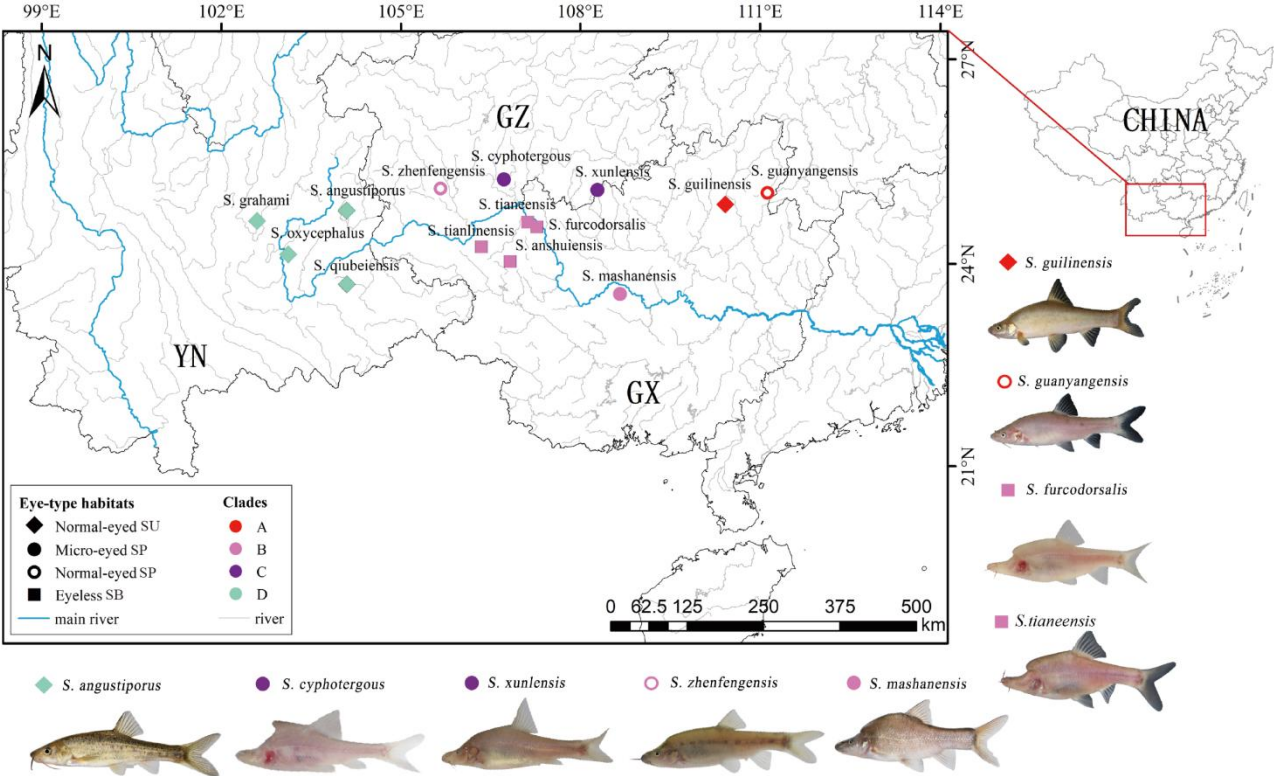 99°E 102°E 105°E 108°E 111°E 114°E
N
27°N
24°N
21°N
GZ
CHINA
S. cyphotergous
S. zhenfengensis
S. xunlensis
S. guanyangensis
S. guilinensis
S. grahami
S. angustiporus
S. tianeensis
S. furcodorsalis
S. oxycephalus
S. tianlinensis
S. anshuiensis
S. qiubeiensis
S. mashanensis
YN
GX
Eye-type habitats
Normal-eyed SU
Micro-eyed SP
Normal-eyed SP
Eyeless SB
main river
Clades
A
B
C
D
river
0 62.5 125 250 375 500
km
S. guilinensis
S. guanyangensis
S. furcodorsalis
S.tianeensis
S. angustiporus
S. cyphotergous
S. xunlensis
S. zhenfengensis
S. mashanensis